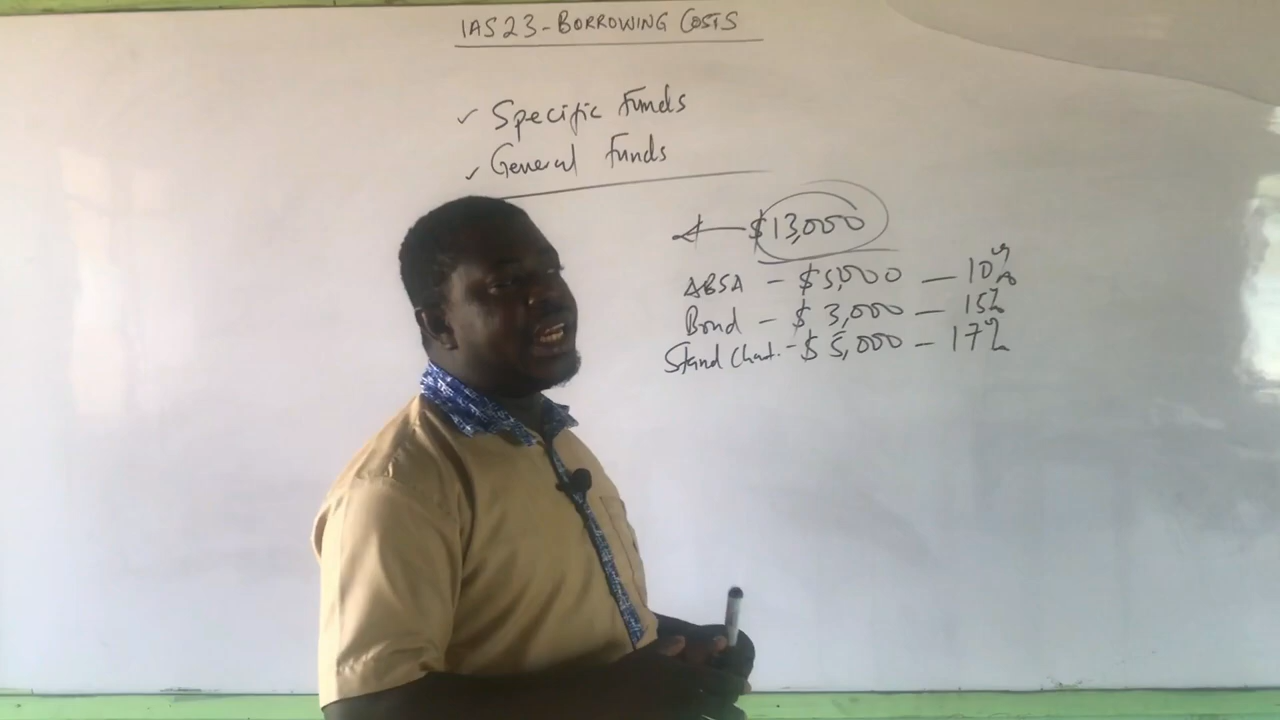 IAS 23 - BORROWING COSTS
✓ Specific Funds
✓ General Funds
$13,000
ABSA - $5,000 - 10%
Bond - $ 3,000 - 15%
Stand Chart. - $ 5,000 - 17%